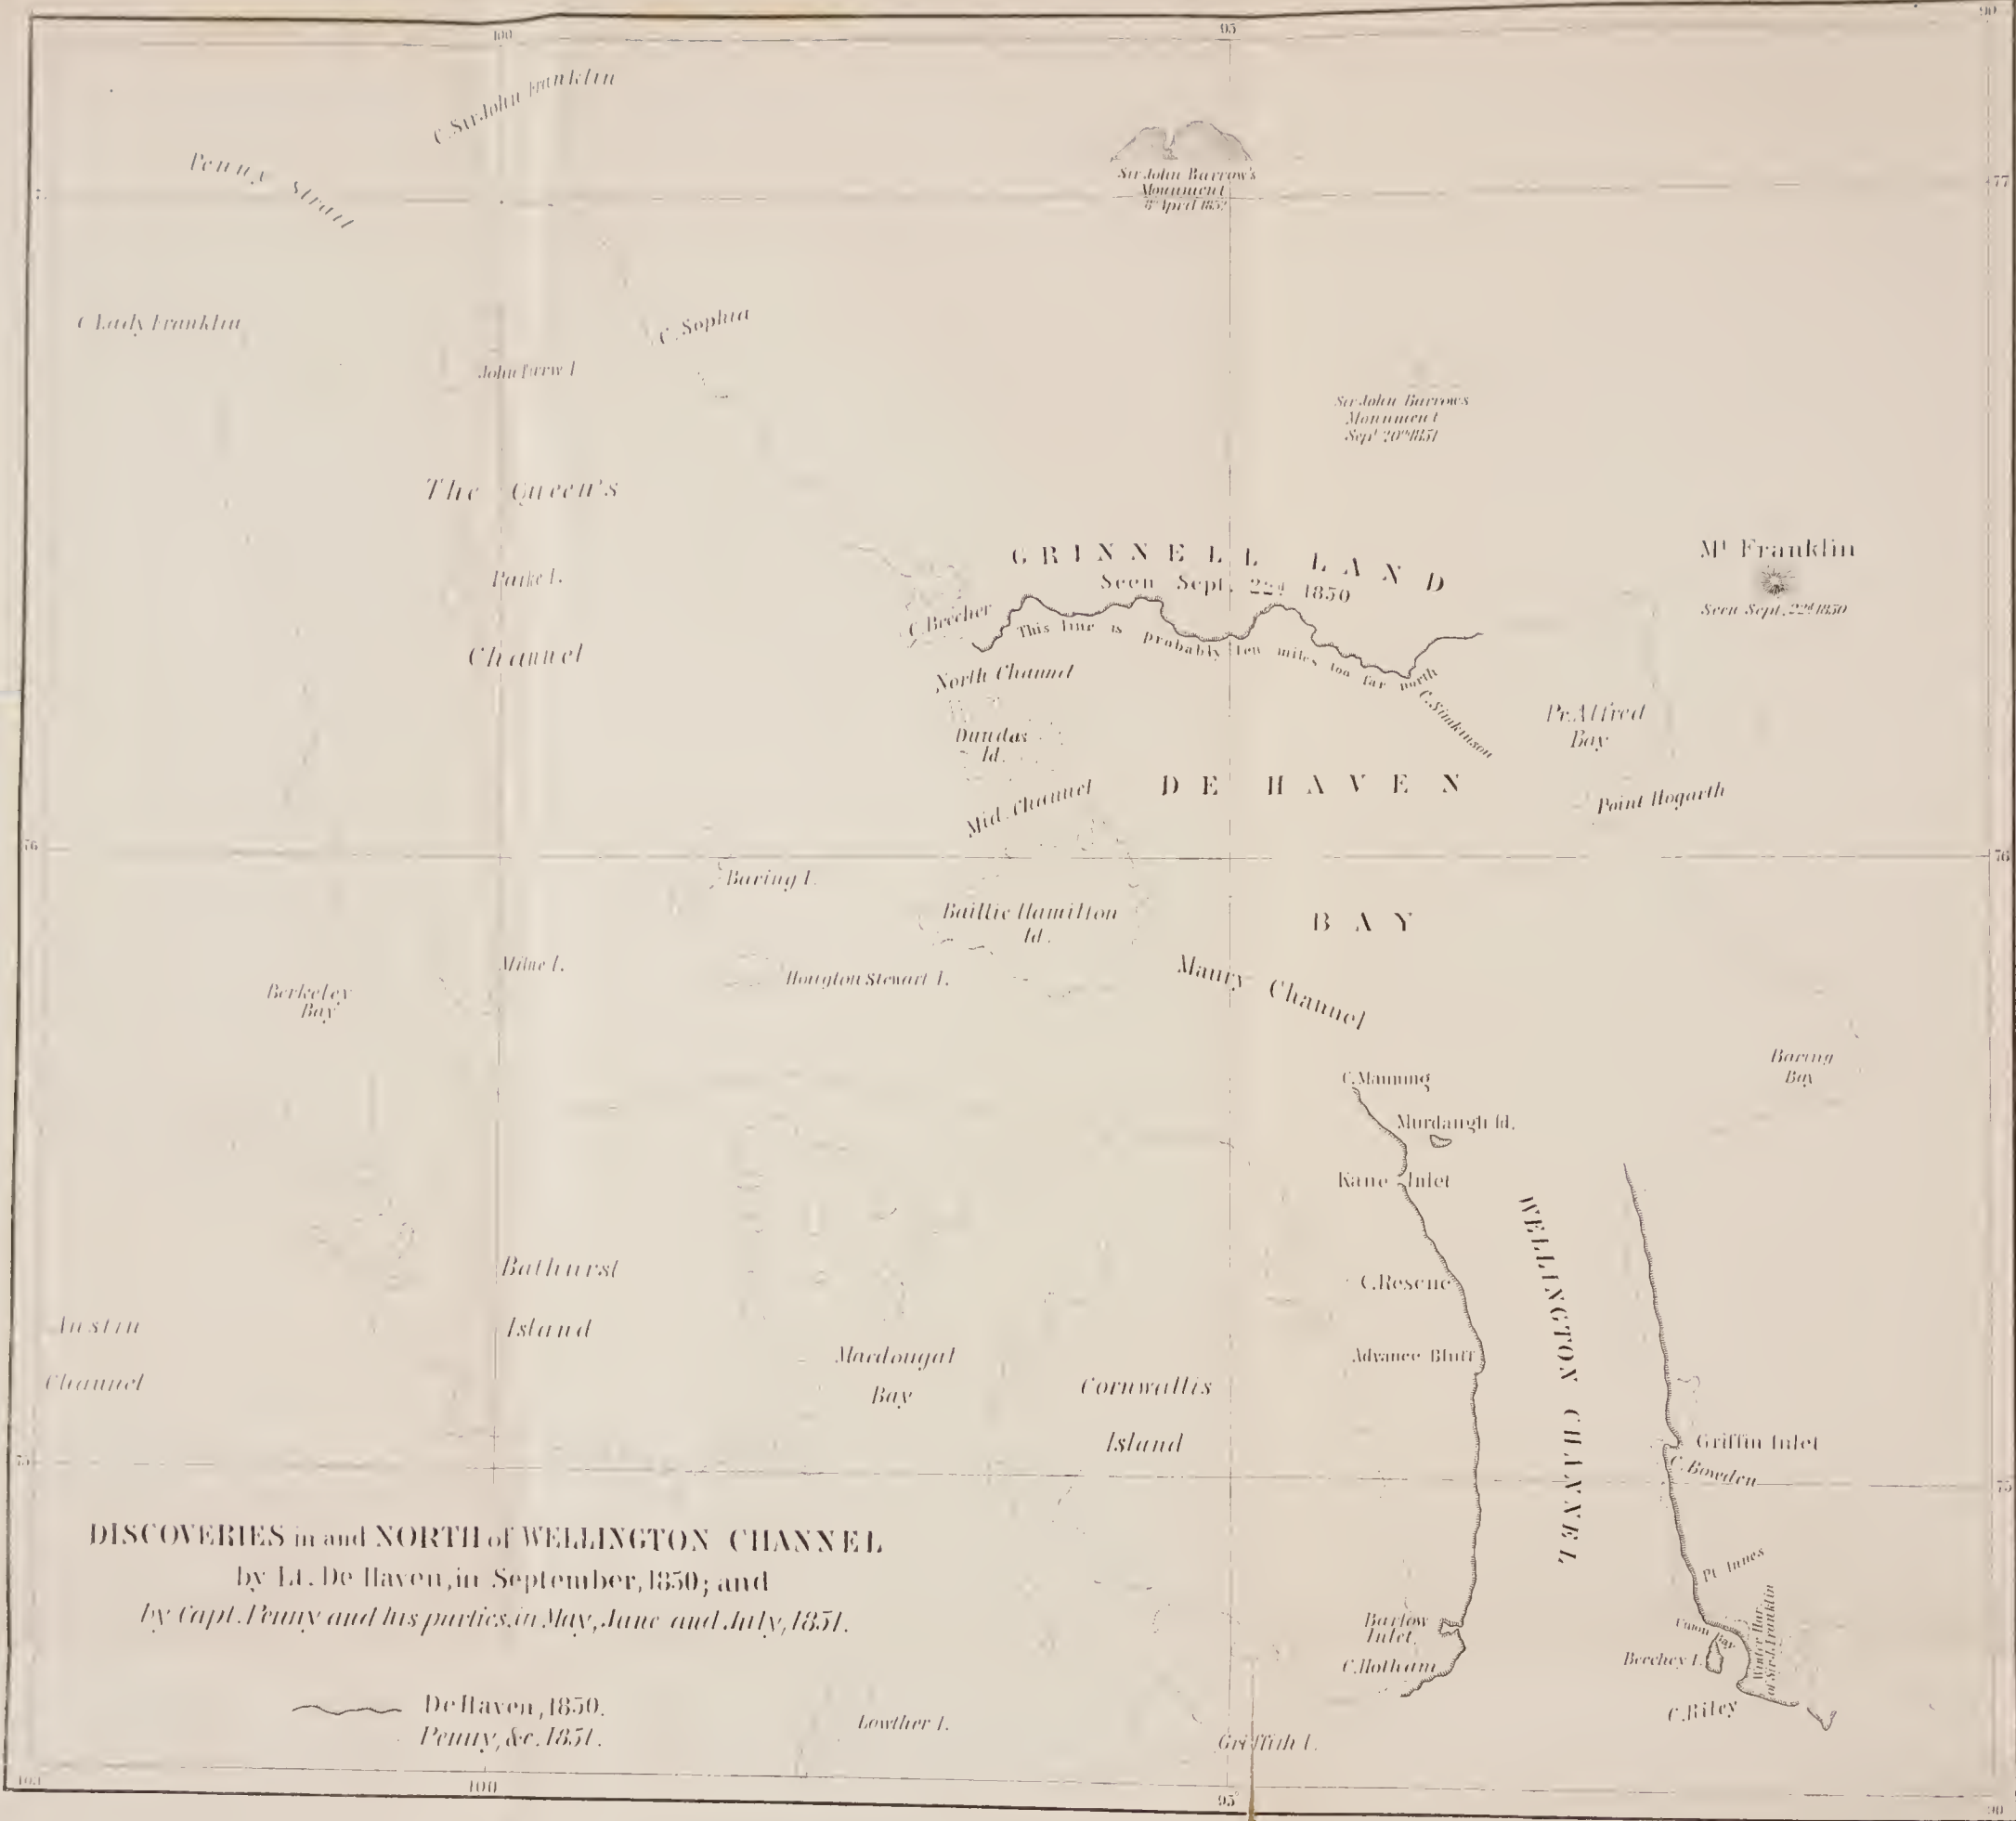 100
95
90
C. Sir John Franklin
Penny Strait
Sir John Barrow's
Monument
77
C Lady Franklin
C. Sophia
Sir John Barrows
Monument
Sept 20th 1851
The Queen's
GRINNELL LAND
Seen Sept. 22d 1850
Mt Franklin
Seen Sept. 22d 1850
Parke I.
C. Beecher
This line is probably ten miles too far north
Channel
North Channel
C. Simkinson
Pr. Alfred
Bay
Dundas
Id.
DE HAVEN
Mid. Channel
Point Hogarth
76
76
Baring I.
Baillie Hamilton
Id.
BAY
Milne I.
Houston Stewart I.
Maury Channel
Berkeley
Bay
Baring
Bay
C. Manning
Murdaugh Id.
Kane Inlet
WELLINGTON CHANNEL
Bathurst
C. Rescue
Austin
Island
Macdougal
Advance Bluff
Channel
Bay
Cornwallis
Island
Griffin Inlet
C. Bowden
75
75
DISCOVERIES in and NORTH of WELLINGTON CHANNEL
by Lt. De Haven, in September, 1850; and
by Capt. Penny and his parties, in May, June and July, 1851.
Pt. Innes
Barlow
Inlet.
Union Bay
Winter Har.
of Sir J. Franklin
Beechey I.
C. Hotham
De Haven, 1850.
Penny, &c. 1851.
C. Riley
Lowther I.
Griffith I.
100
95°
90